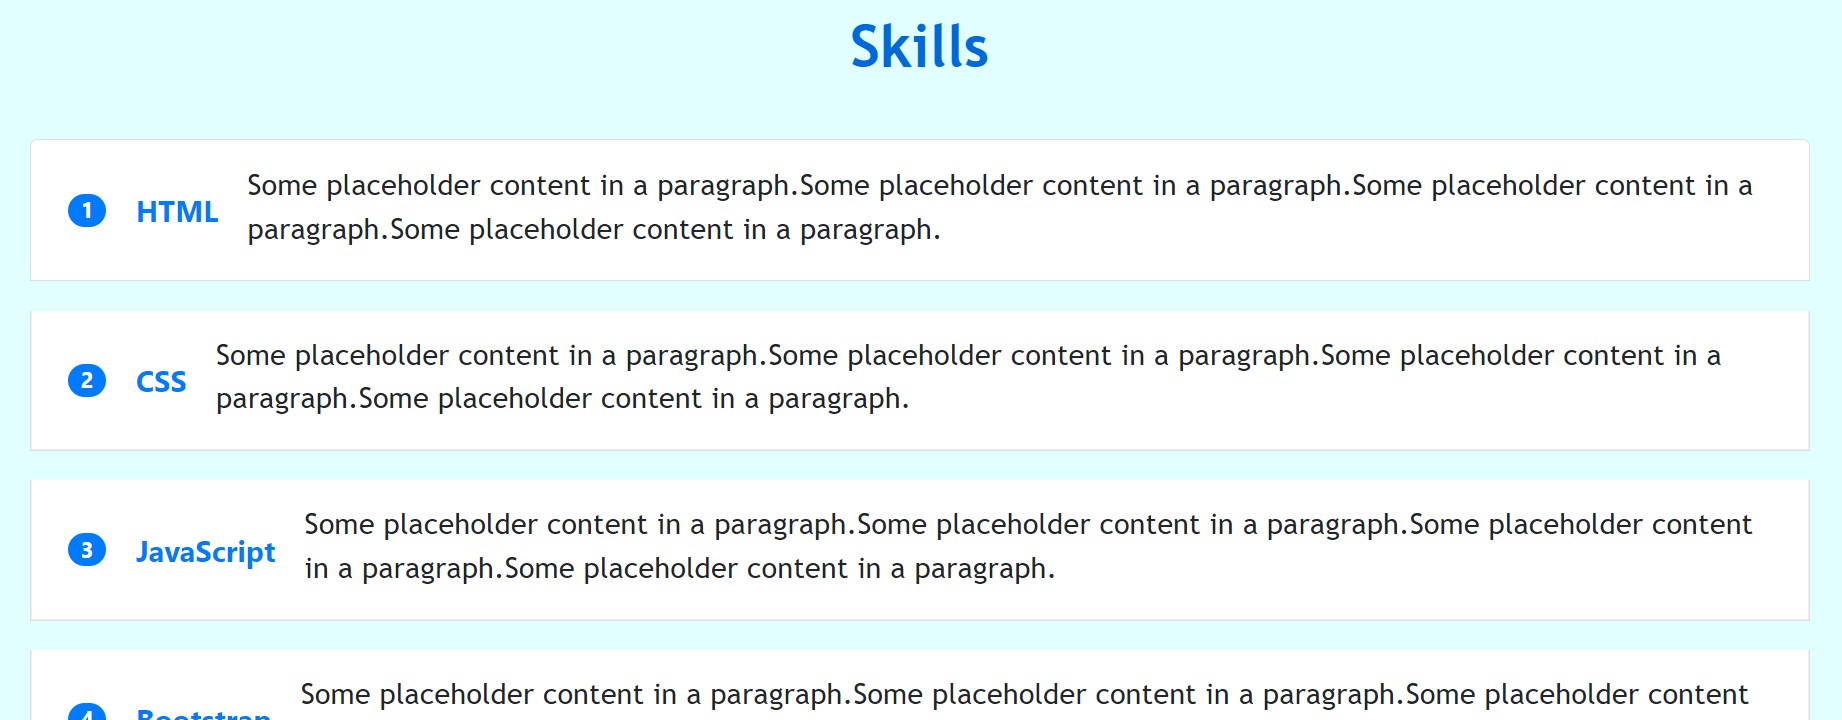 Skills
1 HTML Some placeholder content in a paragraph.Some placeholder content in a paragraph.Some placeholder content in a
paragraph.Some placeholder content in a paragraph.
2 CSS Some placeholder content in a paragraph.Some placeholder content in a paragraph.Some placeholder content in a
paragraph.Some placeholder content in a paragraph.
3 JavaScript Some placeholder content in a paragraph.Some placeholder content in a paragraph.Some placeholder content
in a paragraph.Some placeholder content in a paragraph.
4 Bootstrap Some placeholder content in a paragraph.Some placeholder content in a paragraph.Some placeholder content